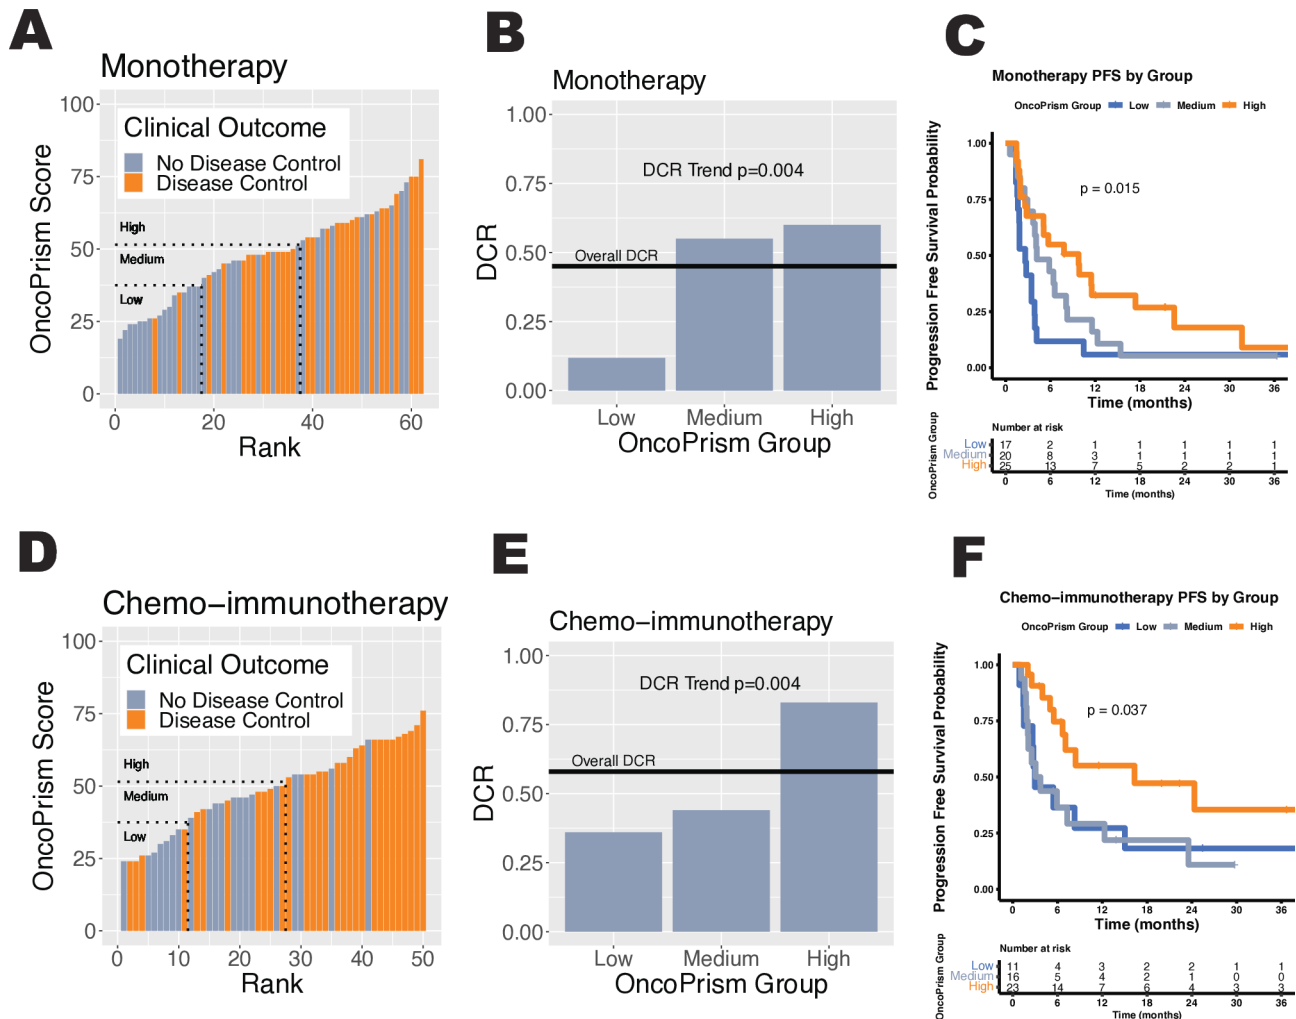 A
Monotherapy
OncoPrism Score
100
75
50
25
0
Clinical Outcome
No Disease Control
Disease Control
High
Medium
Low
0 20 40 60
Rank
B
Monotherapy
DCR
1.00
0.75
0.50
0.25
0.00
DCR Trend p=0.004
Overall DCR
Low Medium High
OncoPrism Group
C
Monotherapy PFS by Group
OncoPrism Group Low Medium High
Progression Free Survival Probability
1.00
0.75
0.50
0.25
0.00
p = 0.015
0 6 12 18 24 30 36
Time (months)
Number at risk
OncoPrism Group
Low 17 2 1 1 1 1 1
Medium 20 8 3 1 1 1 1
High 25 13 7 5 2 2 1
0 6 12 18 24 30 36
Time (months)
D
Chemo−immunotherapy
OncoPrism Score
100
75
50
25
0
Clinical Outcome
No Disease Control
Disease Control
High
Medium
Low
0 10 20 30 40 50
Rank
E
Chemo−immunotherapy
DCR
1.00
0.75
0.50
0.25
0.00
DCR Trend p=0.004
Overall DCR
Low Medium High
OncoPrism Group
F
Chemo−immunotherapy PFS by Group
OncoPrism Group Low Medium High
Progression Free Survival Probability
1.00
0.75
0.50
0.25
0.00
p = 0.037
0 6 12 18 24 30 36
Time (months)
Number at risk
OncoPrism Group
Low 11 4 3 2 2 1 1
Medium 16 5 4 2 1 0 0
High 23 14 7 6 4 3 3
0 6 12 18 24 30 36
Time (months)